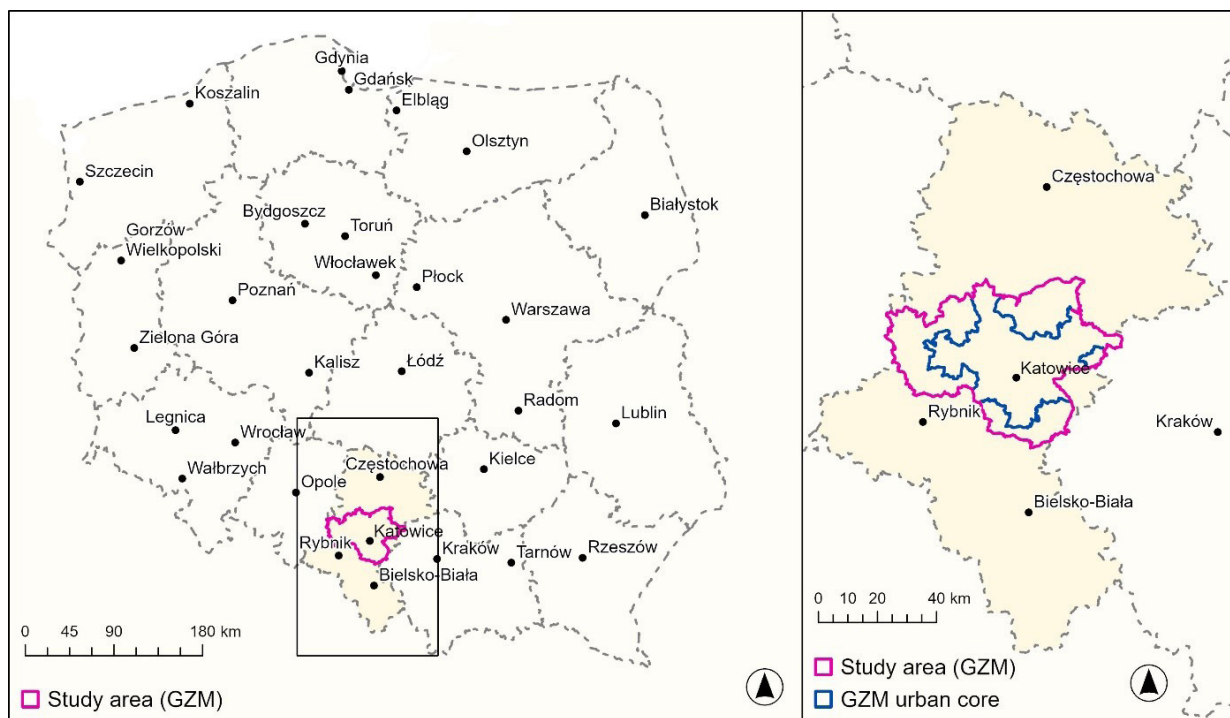 Gdynia
Gdańsk
Koszalin
Elbląg
Olsztyn
Szczecin
Białystok
Bydgoszcz
Toruń
Gorzów
Wielkopolski
Włocławek
Płock
Poznań
Warszawa
Zielona Góra
Kalisz
Łódź
Radom
Lublin
Legnica
Wrocław
Wałbrzych
Częstochowa
Kielce
Opole
Katowice
Rybnik
Kraków
Tarnów
Rzeszów
Bielsko-Biała
0 45 90 180 km
Study area (GZM)
Częstochowa
Katowice
Rybnik
Kraków
Bielsko-Biała
0 10 20 40 km
Study area (GZM)
GZM urban core